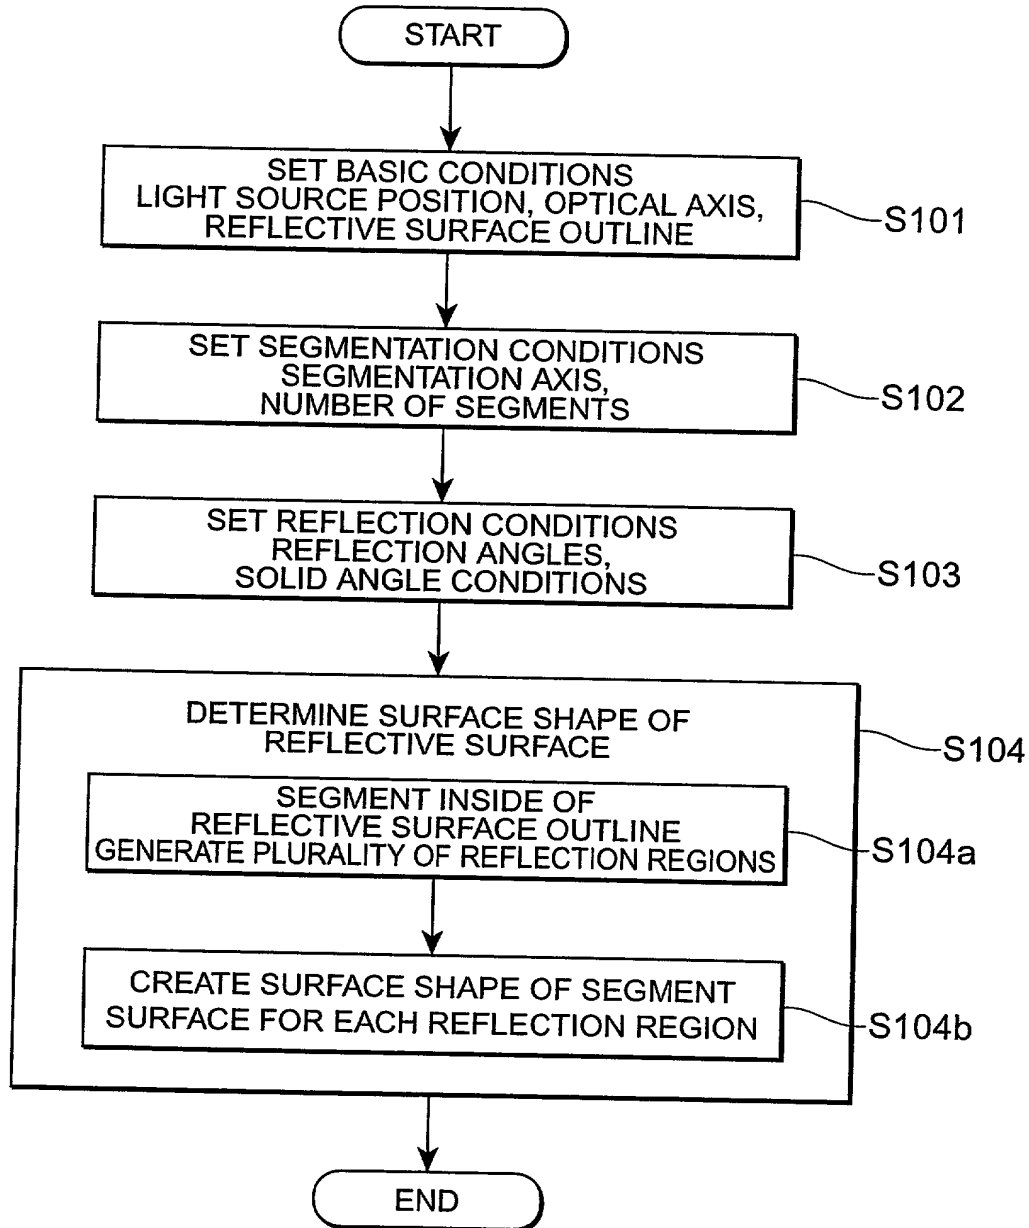 START
SET BASIC CONDITIONS
LIGHT SOURCE POSITION, OPTICAL AXIS,
REFLECTIVE SURFACE OUTLINE
S101
SET SEGMENTATION CONDITIONS
SEGMENTATION AXIS,
NUMBER OF SEGMENTS
S102
SET REFLECTION CONDITIONS
REFLECTION ANGLES,
SOLID ANGLE CONDITIONS
S103
DETERMINE SURFACE SHAPE OF
REFLECTIVE SURFACE
S104
SEGMENT INSIDE OF
REFLECTIVE SURFACE OUTLINE
GENERATE PLURALITY OF REFLECTION REGIONS
S104a
CREATE SURFACE SHAPE OF SEGMENT
SURFACE FOR EACH REFLECTION REGION
S104b
END